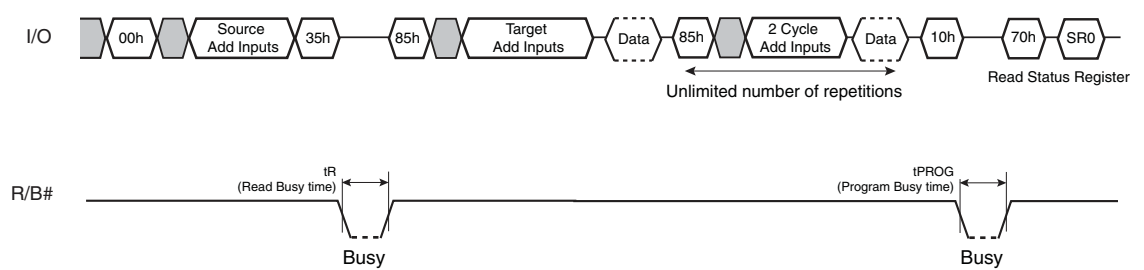 I/O
00h
Source
Add Inputs
35h
85h
Target
Add Inputs
Data
85h
2 Cycle
Add Inputs
Data
10h
70h
SR0
Unlimited number of repetitions
Read Status Register
R/B#
tR
(Read Busy time)
Busy
tPROG
(Program Busy time)
Busy